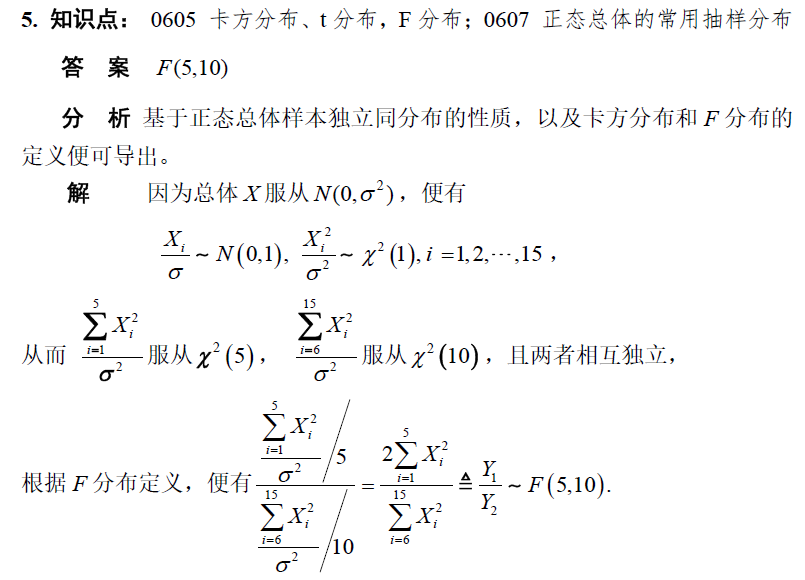 5. 知识点： 0605 卡方分布、t 分布，F 分布；0607 正态总体的常用抽样分布
答 案 F(5,10)
分 析 基于正态总体样本独立同分布的性质，以及卡方分布和 F 分布的
定义便可导出。
解 因为总体 X 服从 N(0,σ²)，便有
X_i/σ ~ N(0,1), X_i²/σ² ~ χ²(1), i =1,2,⋯,15，
从而 (∑_{i=1}^{5} X_i²)/σ² 服从 χ²(5)， (∑_{i=6}^{15} X_i²)/σ² 服从 χ²(10)，且两者相互独立，
根据 F 分布定义，便有 ((∑_{i=1}^{5} X_i²)/σ² / 5)/((∑_{i=6}^{15} X_i²)/σ² / 10) = (2∑_{i=1}^{5} X_i²)/(∑_{i=6}^{15} X_i²) ≜ Y₁/Y₂ ~ F(5,10).